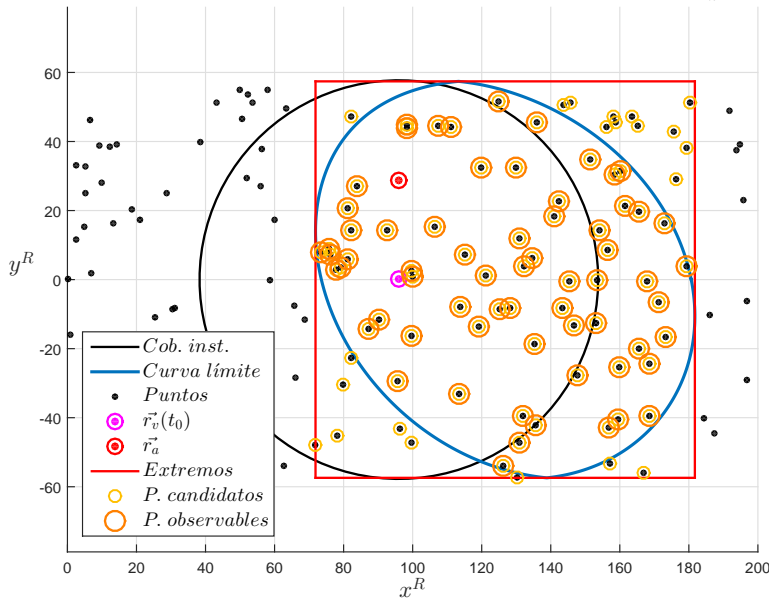 60
40
20
0
-20
-40
-60
y^R
Cob. inst.
Curva límite
Puntos
r⃗_v(t_0)
r⃗_a
Extremos
P. candidatos
P. observables
0 20 40 60 80 100 120 140 160 180 200
x^R